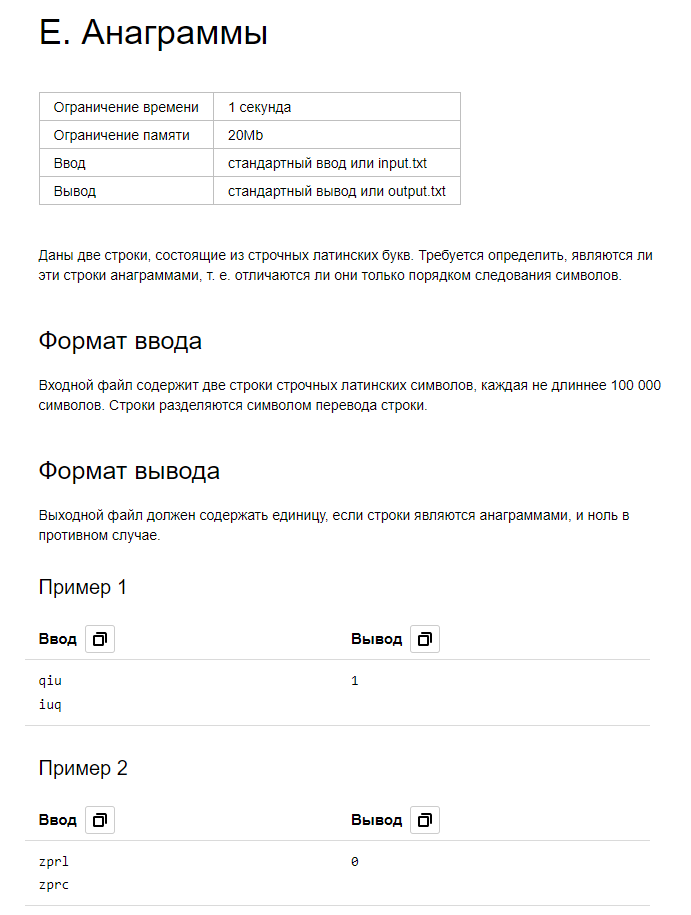 E. Анаграммы
Ограничение времени 1 секунда
Ограничение памяти 20Mb
Ввод стандартный ввод или input.txt
Вывод стандартный вывод или output.txt
Даны две строки, состоящие из строчных латинских букв. Требуется определить, являются ли
эти строки анаграммами, т. е. отличаются ли они только порядком следования символов.
Формат ввода
Входной файл содержит две строки строчных латинских символов, каждая не длиннее 100 000
символов. Строки разделяются символом перевода строки.
Формат вывода
Выходной файл должен содержать единицу, если строки являются анаграммами, и ноль в
противном случае.
Пример 1
Ввод Вывод
qiu 1
iuq
Пример 2
Ввод Вывод
zprl 0
zprc